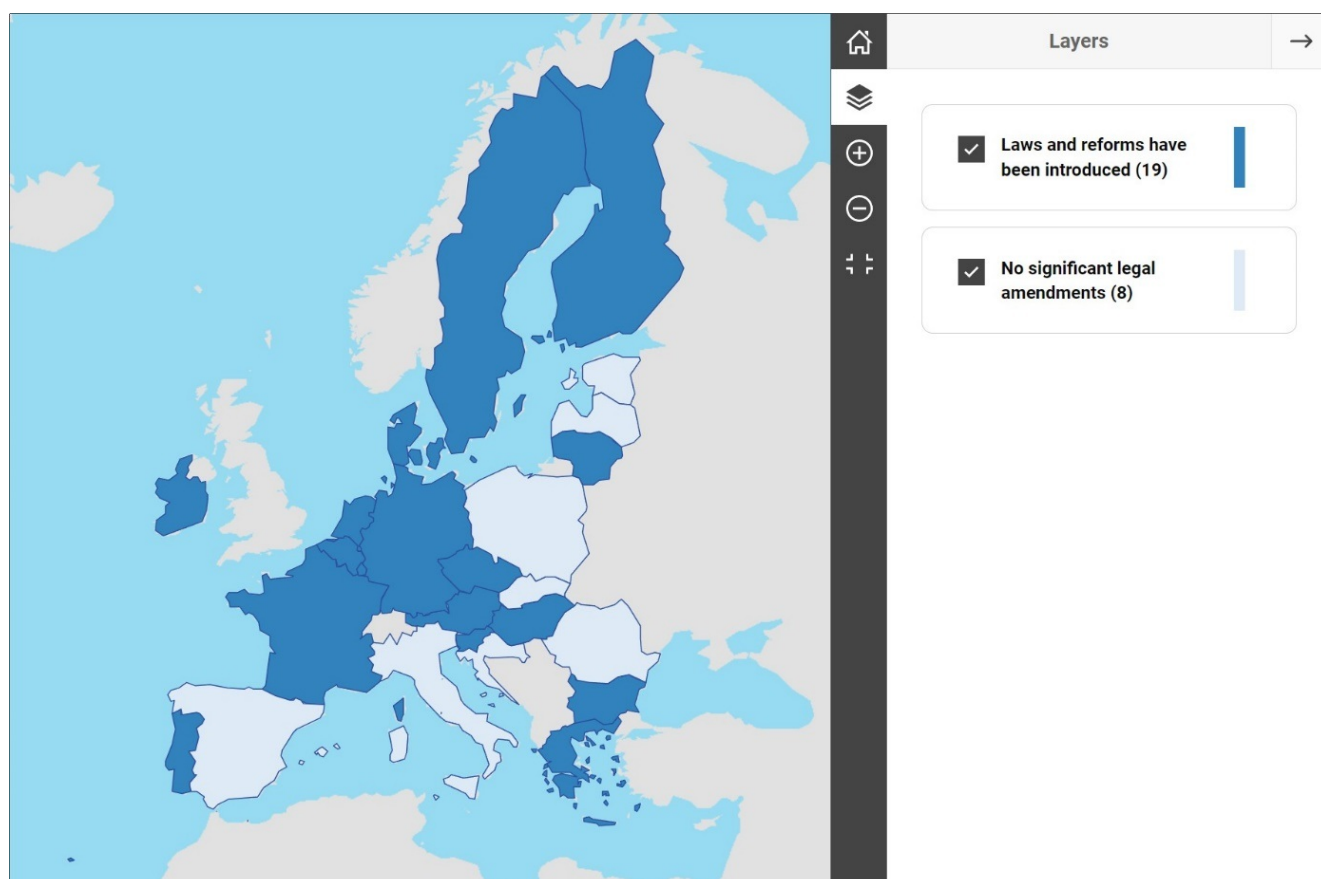 Layers
Laws and reforms have
been introduced (19)
No significant legal
amendments (8)